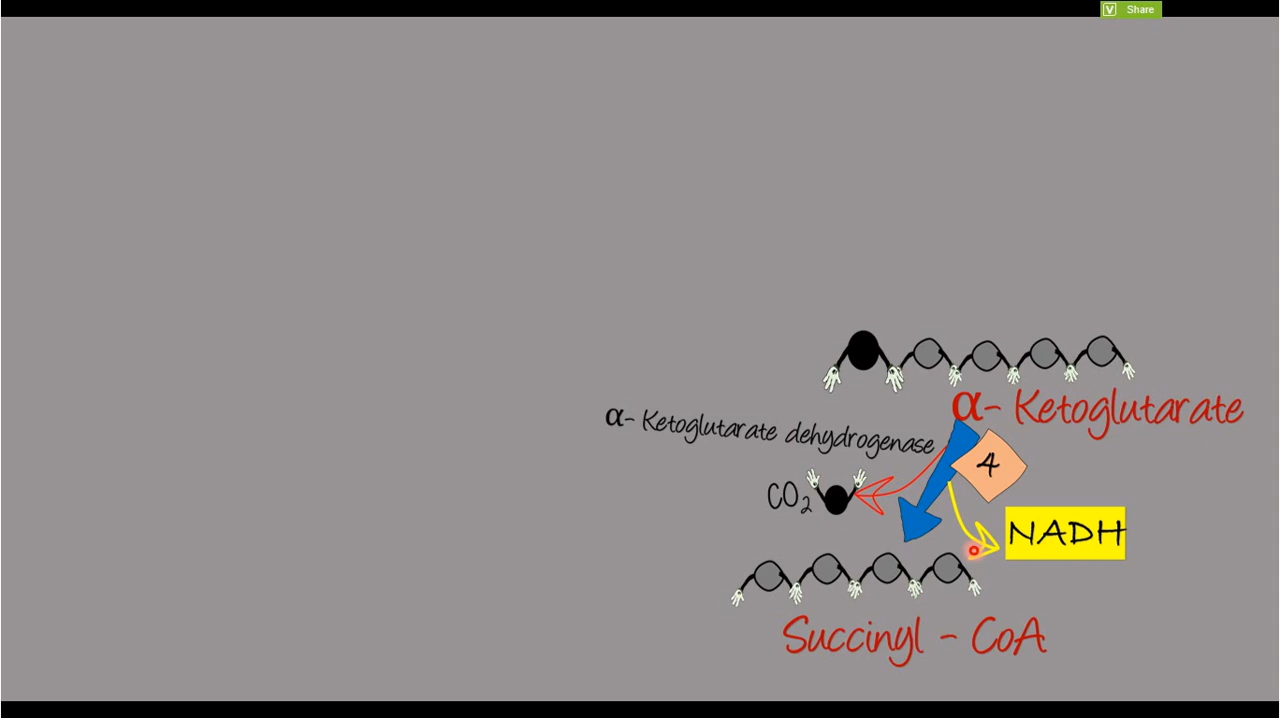 V Share
α- Ketoglutarate
α- Ketoglutarate dehydrogenase
4
CO₂
NADH
Succinyl - CoA